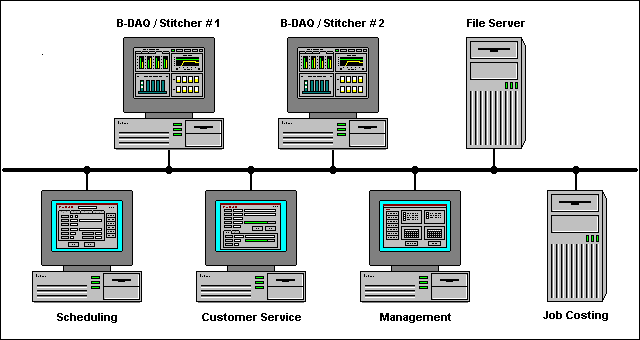 B-DAQ / Stitcher # 1
B-DAQ / Stitcher # 2
File Server
Scheduling
Customer Service
Management
Job Costing